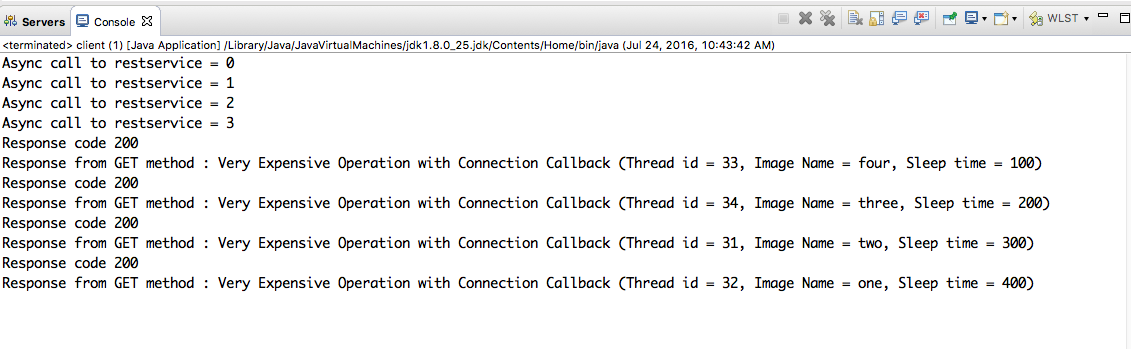 Servers Console WLST
<terminated> client (1) [Java Application] /Library/Java/JavaVirtualMachines/jdk1.8.0_25.jdk/Contents/Home/bin/java (Jul 24, 2016, 10:43:42 AM)
Async call to restservice = 0
Async call to restservice = 1
Async call to restservice = 2
Async call to restservice = 3
Response code 200
Response from GET method : Very Expensive Operation with Connection Callback (Thread id = 33, Image Name = four, Sleep time = 100)
Response code 200
Response from GET method : Very Expensive Operation with Connection Callback (Thread id = 34, Image Name = three, Sleep time = 200)
Response code 200
Response from GET method : Very Expensive Operation with Connection Callback (Thread id = 31, Image Name = two, Sleep time = 300)
Response code 200
Response from GET method : Very Expensive Operation with Connection Callback (Thread id = 32, Image Name = one, Sleep time = 400)